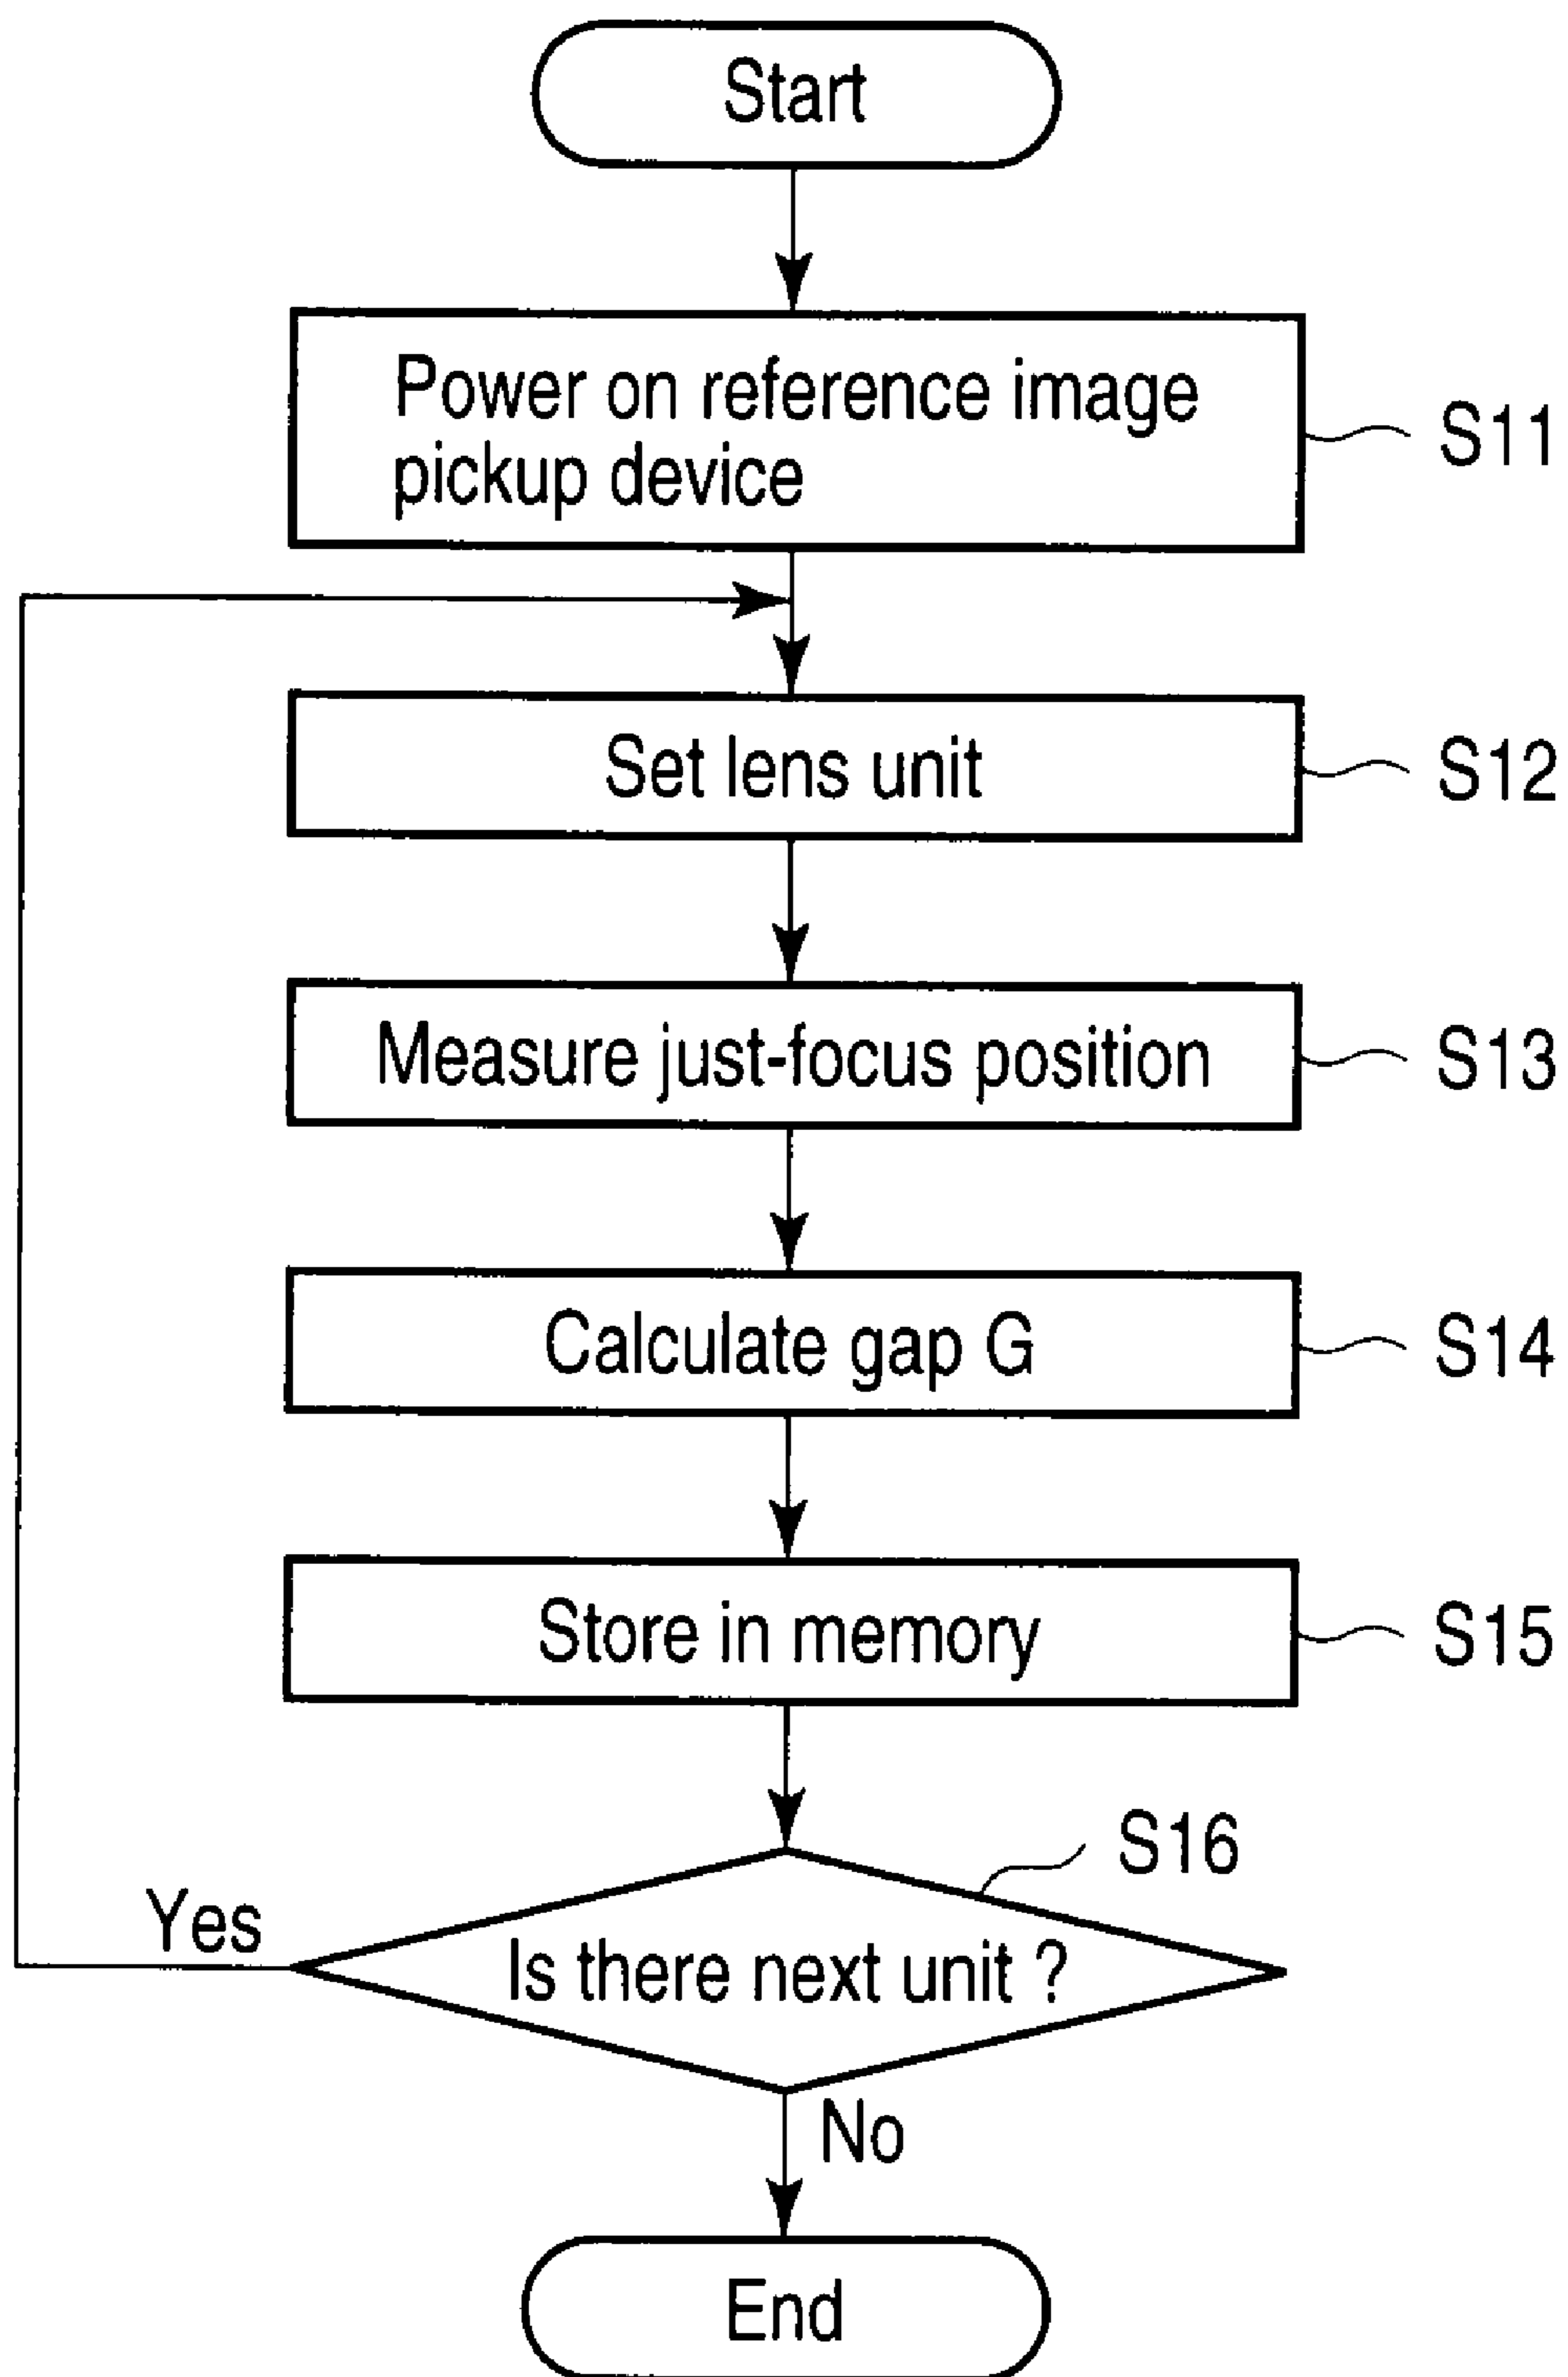 Start
Power on reference image
pickup device
S11
Set lens unit
S12
Measure just-focus position
S13
Calculate gap G
S14
Store in memory
S15
S16
Yes
Is there next unit ?
No
End